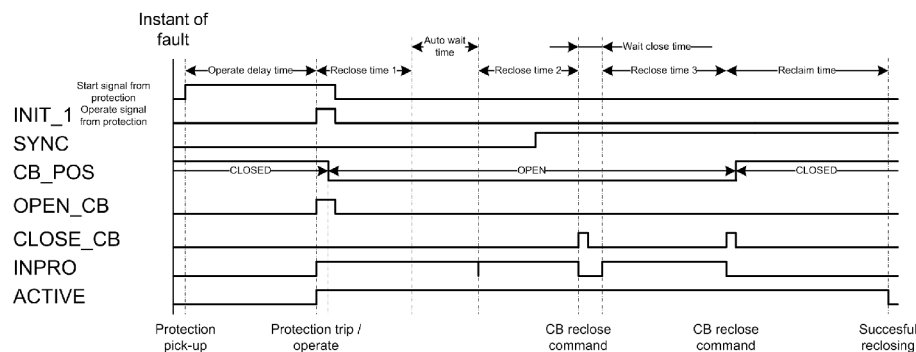 Instant of
fault
Auto wait
time
Wait close time
Operate delay time
Reclose time 1
Reclose time 2
Reclose time 3
Reclaim time
Start signal from
protection
INIT_1
Operate signal
from protection
SYNC
CB_POS
CLOSED
OPEN
CLOSED
OPEN_CB
CLOSE_CB
INPRO
ACTIVE
Protection
pick-up
Protection trip /
operate
CB reclose
command
CB reclose
command
Succesful
reclosing